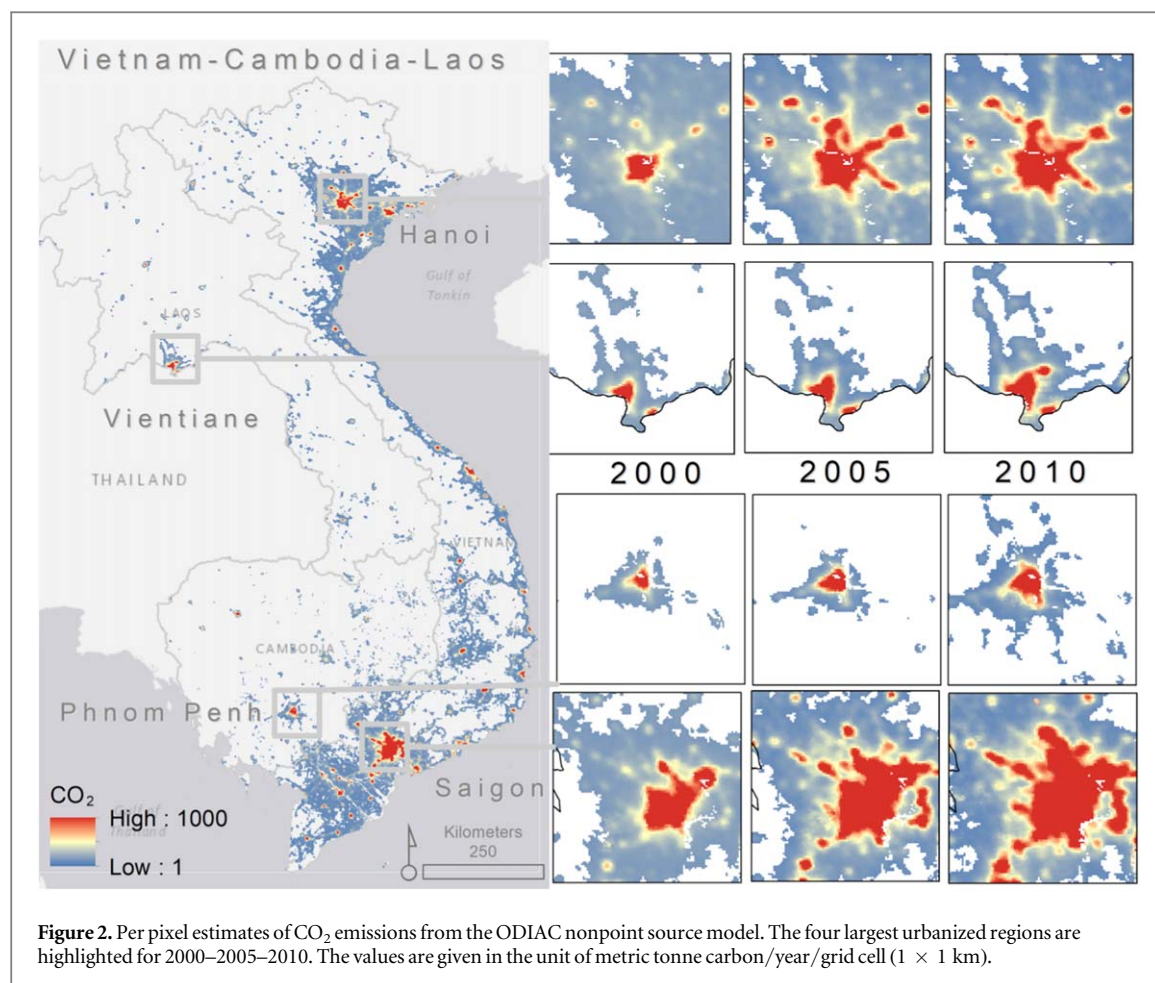 Vietnam-Cambodia-Laos
Hanoi
Gulf of
Tonkin
LAOS
Vientiane
THAILAND
2000
2005
2010
VIETNAM
CAMBODIA
Phnom Penh
Saigon
CO₂
High : 1000
Gulf of
Thailand
Low : 1
Kilometers
250
Figure 2. Per pixel estimates of CO₂ emissions from the ODIAC nonpoint source model. The four largest urbanized regions are
highlighted for 2000–2005–2010. The values are given in the unit of metric tonne carbon/year/grid cell (1 × 1 km).